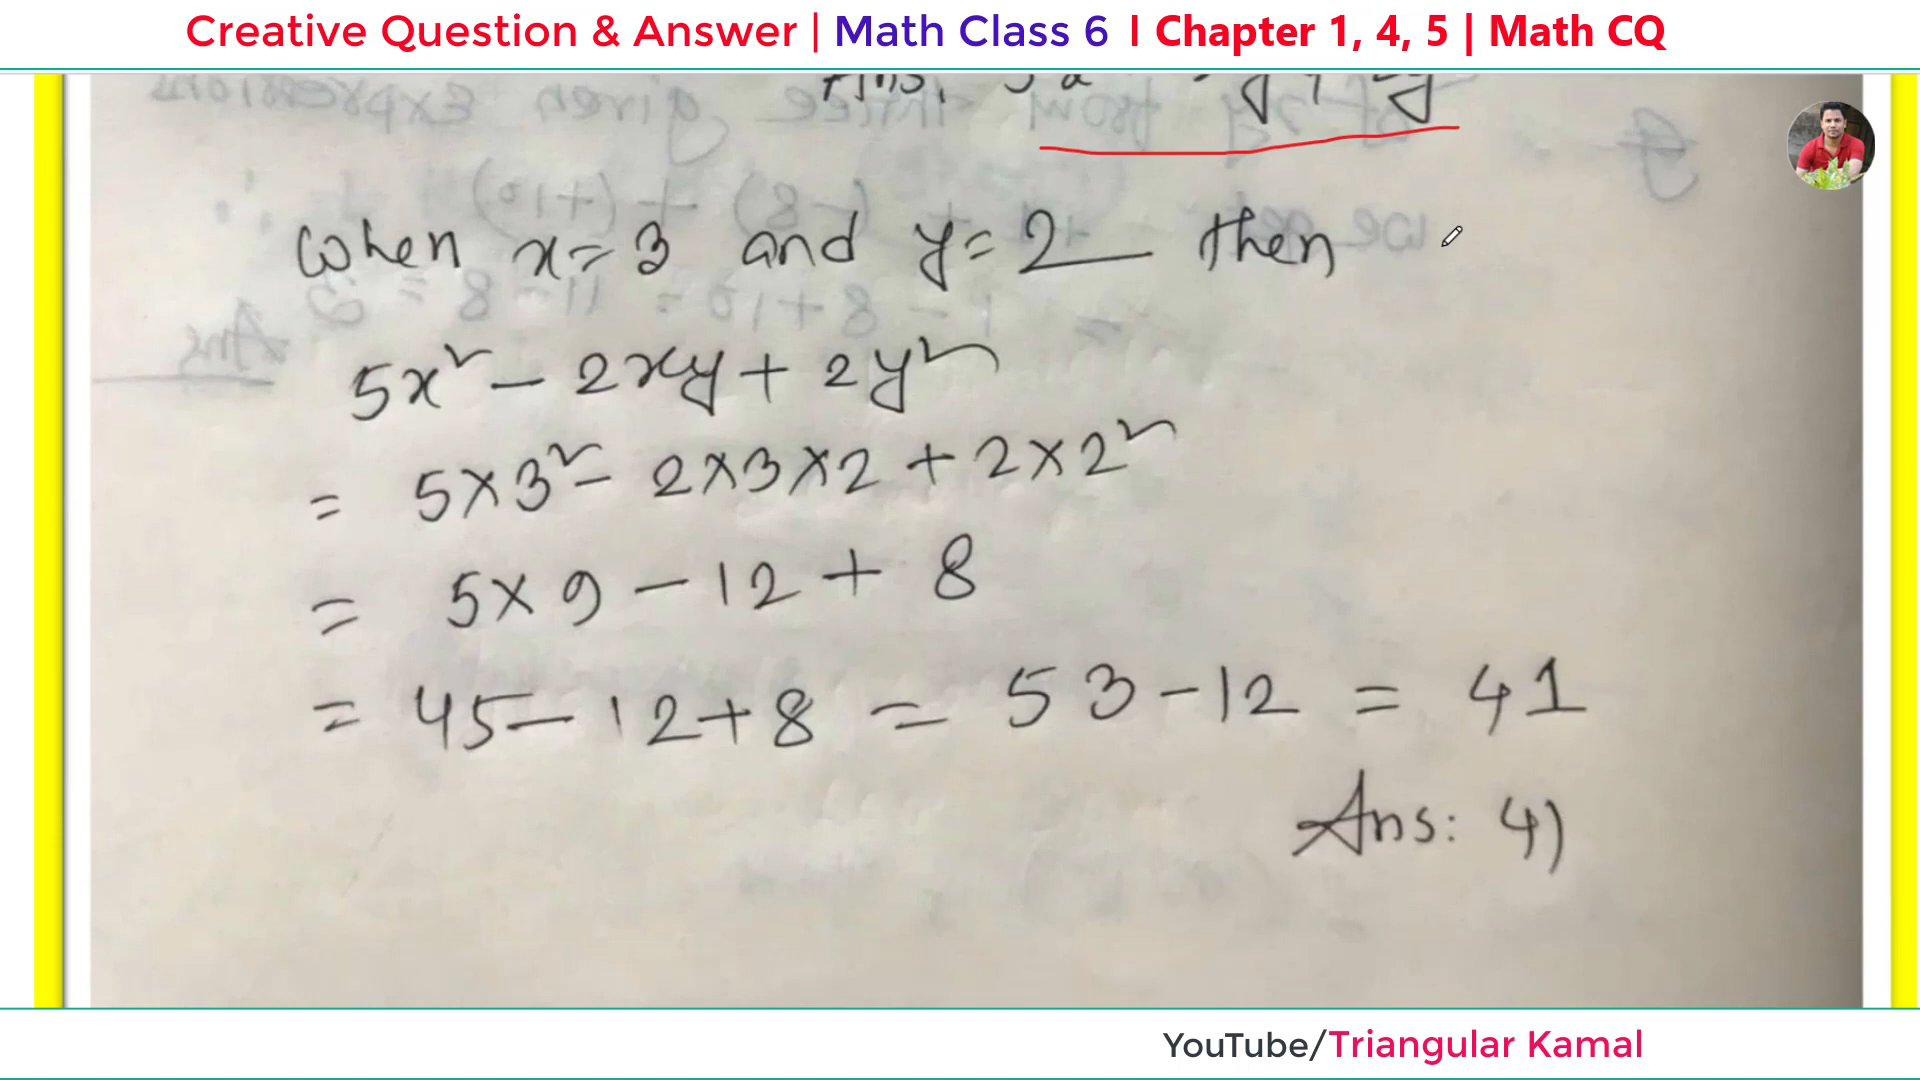 Creative Question & Answer | Math Class 6 I Chapter 1, 4, 5 | Math CQ
Ans.
When x = 3 and y = 2 then
5x² − 2xy + 2y²
= 5×3² − 2×3×2 + 2×2²
= 5×9 − 12 + 8
= 45 − 12 + 8 = 53 − 12 = 41
Ans: 41
YouTube/Triangular Kamal